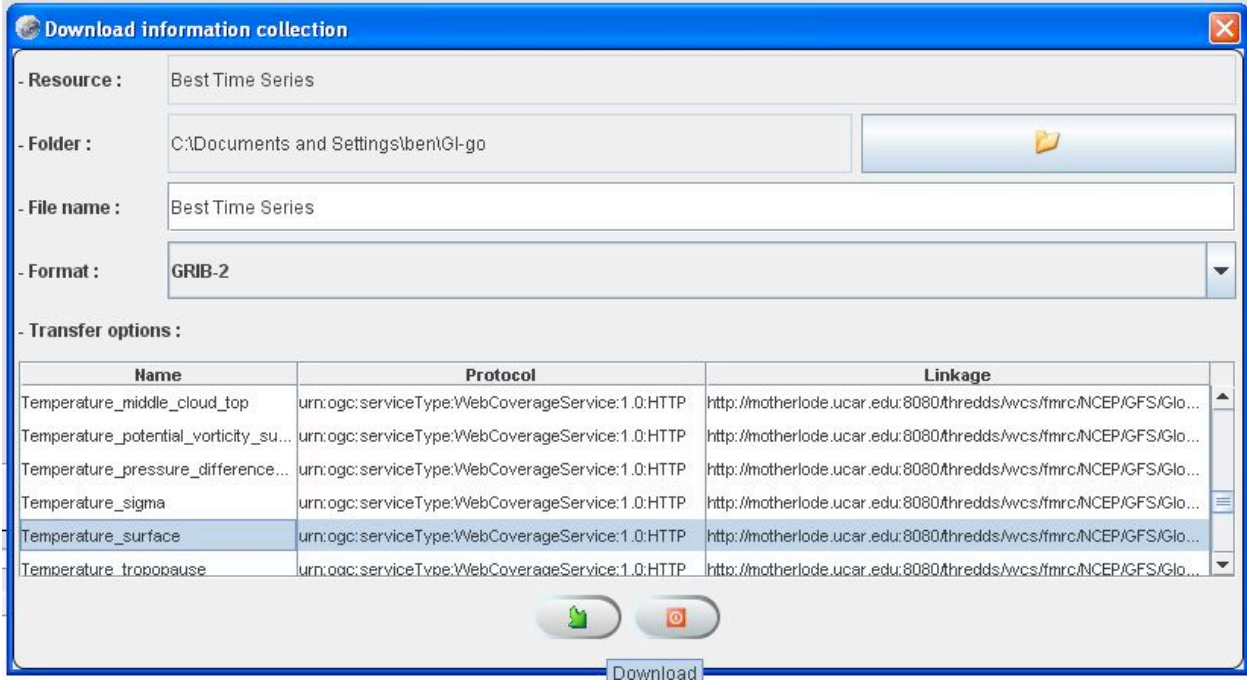 Download information collection
- Resource : Best Time Series
- Folder : C:\Documents and Settings\ben\GI-go
- File name : Best Time Series
- Format : GRIB-2
- Transfer options :
Name Protocol Linkage
Temperature_middle_cloud_top urn:ogc:serviceType:WebCoverageService:1.0:HTTP http://motherlode.ucar.edu:8080/thredds/wcs/fmrc/NCEP/GFS/Glo...
Temperature_potential_vorticity_su... urn:ogc:serviceType:WebCoverageService:1.0:HTTP http://motherlode.ucar.edu:8080/thredds/wcs/fmrc/NCEP/GFS/Glo...
Temperature_pressure_difference... urn:ogc:serviceType:WebCoverageService:1.0:HTTP http://motherlode.ucar.edu:8080/thredds/wcs/fmrc/NCEP/GFS/Glo...
Temperature_sigma urn:ogc:serviceType:WebCoverageService:1.0:HTTP http://motherlode.ucar.edu:8080/thredds/wcs/fmrc/NCEP/GFS/Glo...
Temperature_surface urn:ogc:serviceType:WebCoverageService:1.0:HTTP http://motherlode.ucar.edu:8080/thredds/wcs/fmrc/NCEP/GFS/Glo...
Temperature_tropopause urn:ogc:serviceType:WebCoverageService:1.0:HTTP http://motherlode.ucar.edu:8080/thredds/wcs/fmrc/NCEP/GFS/Glo...
Download